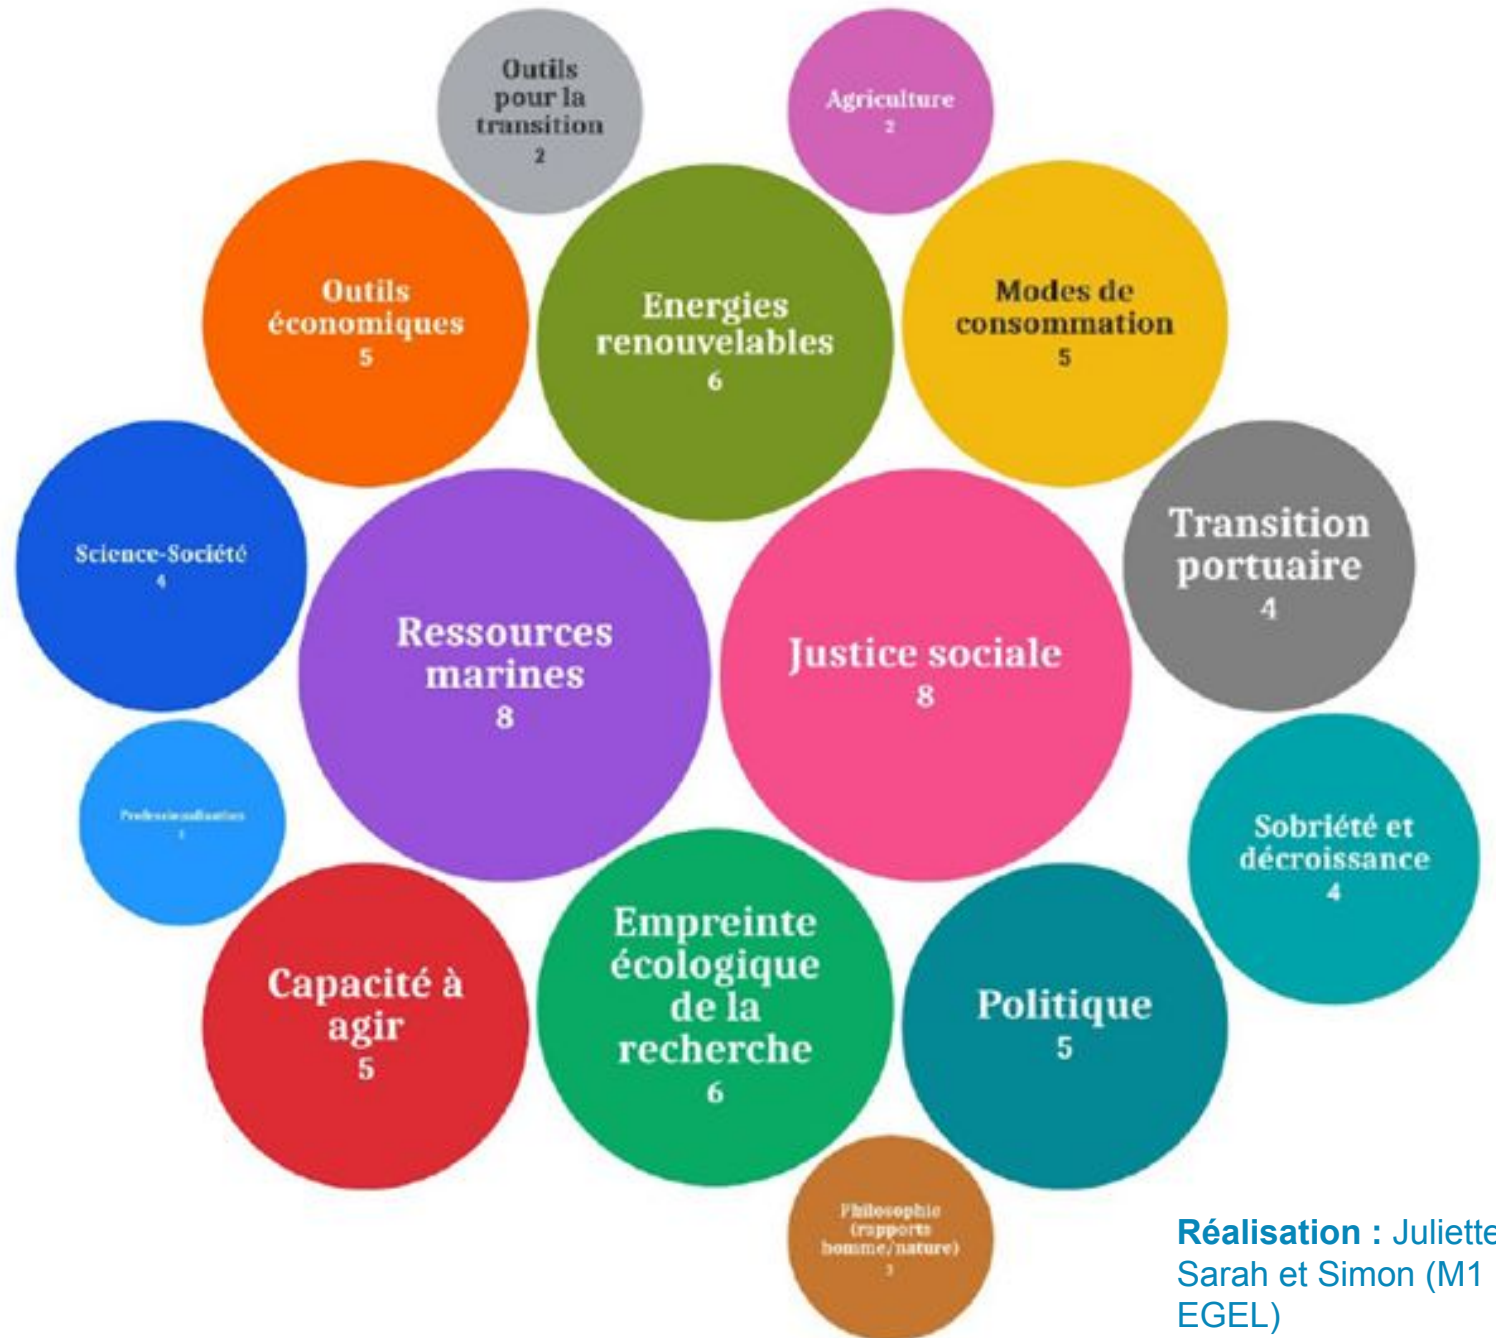 Outils
pour la
transition
2
Agriculture
2
Outils
économiques
5
Energies
renouvelables
6
Modes de
consommation
5
Science-Société
4
Transition
portuaire
4
Ressources
marines
8
Justice sociale
8
Professionnalisation
Sobriété et
décroissance
4
Capacité à
agir
5
Empreinte
écologique
de la
recherche
6
Politique
5
Philosophie
(rapports
homme/nature)
Réalisation : Juliette
Sarah et Simon (M1
EGEL)